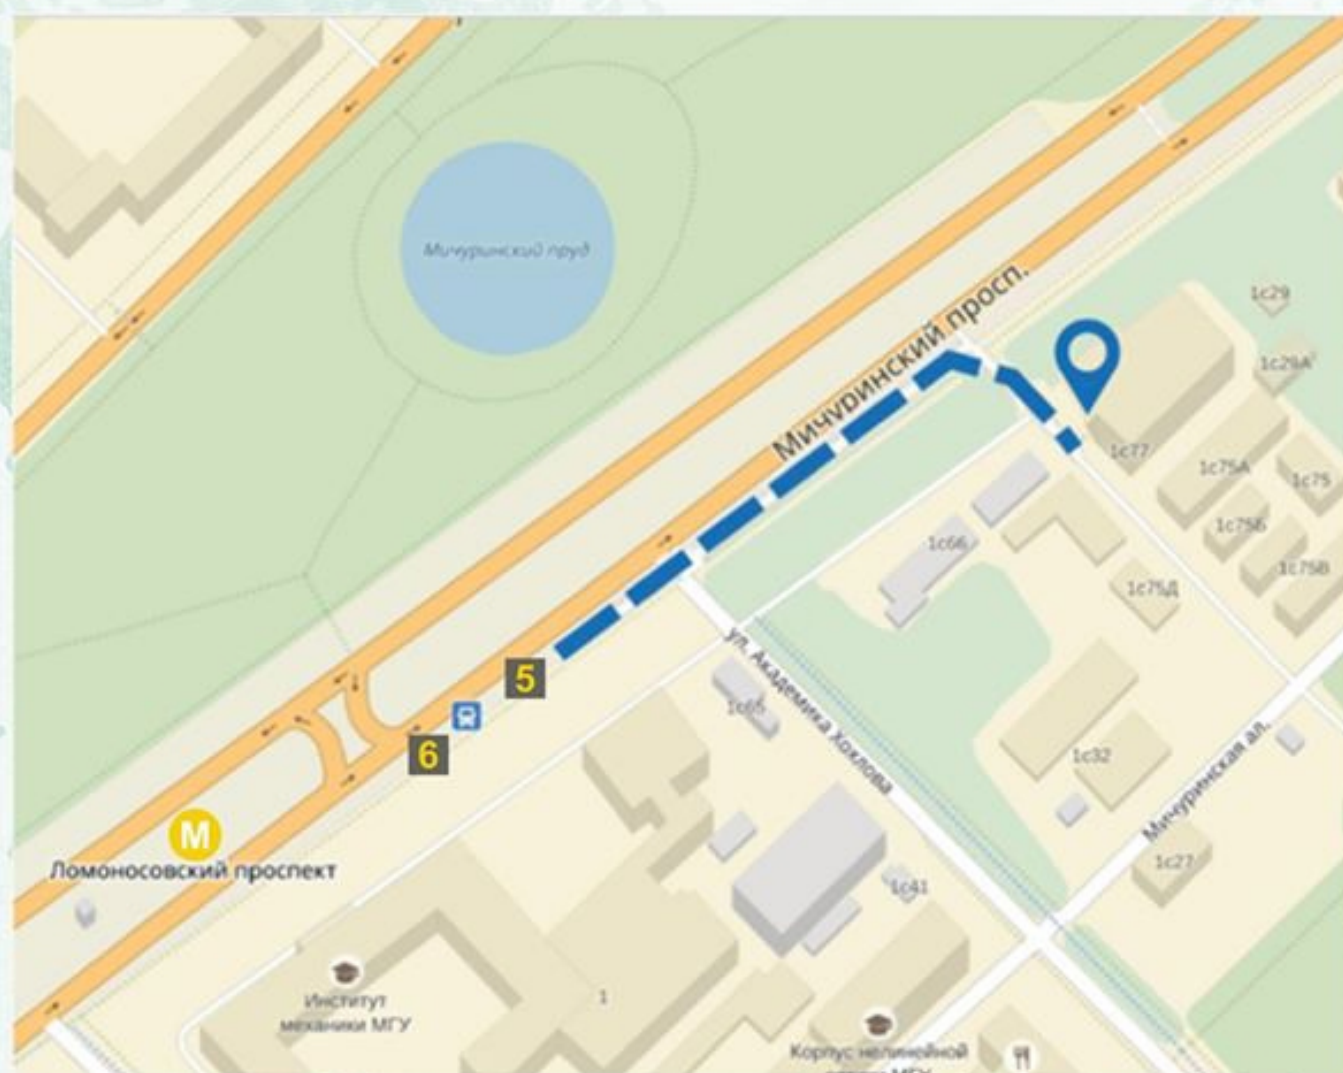 Мичуринский пруд
Мичуринский просп.
1с29
1с29А
1с77
1с75А
1с75
1с75Б
1с75В
1с66
1с75Д
5
ул. Академика Хохлова
1с65
6
1с32
Мичуринская ал.
М
Ломоносовский проспект
1с27
1с41
Институт
механики МГУ
1
Корпус нелинейной
МГУ